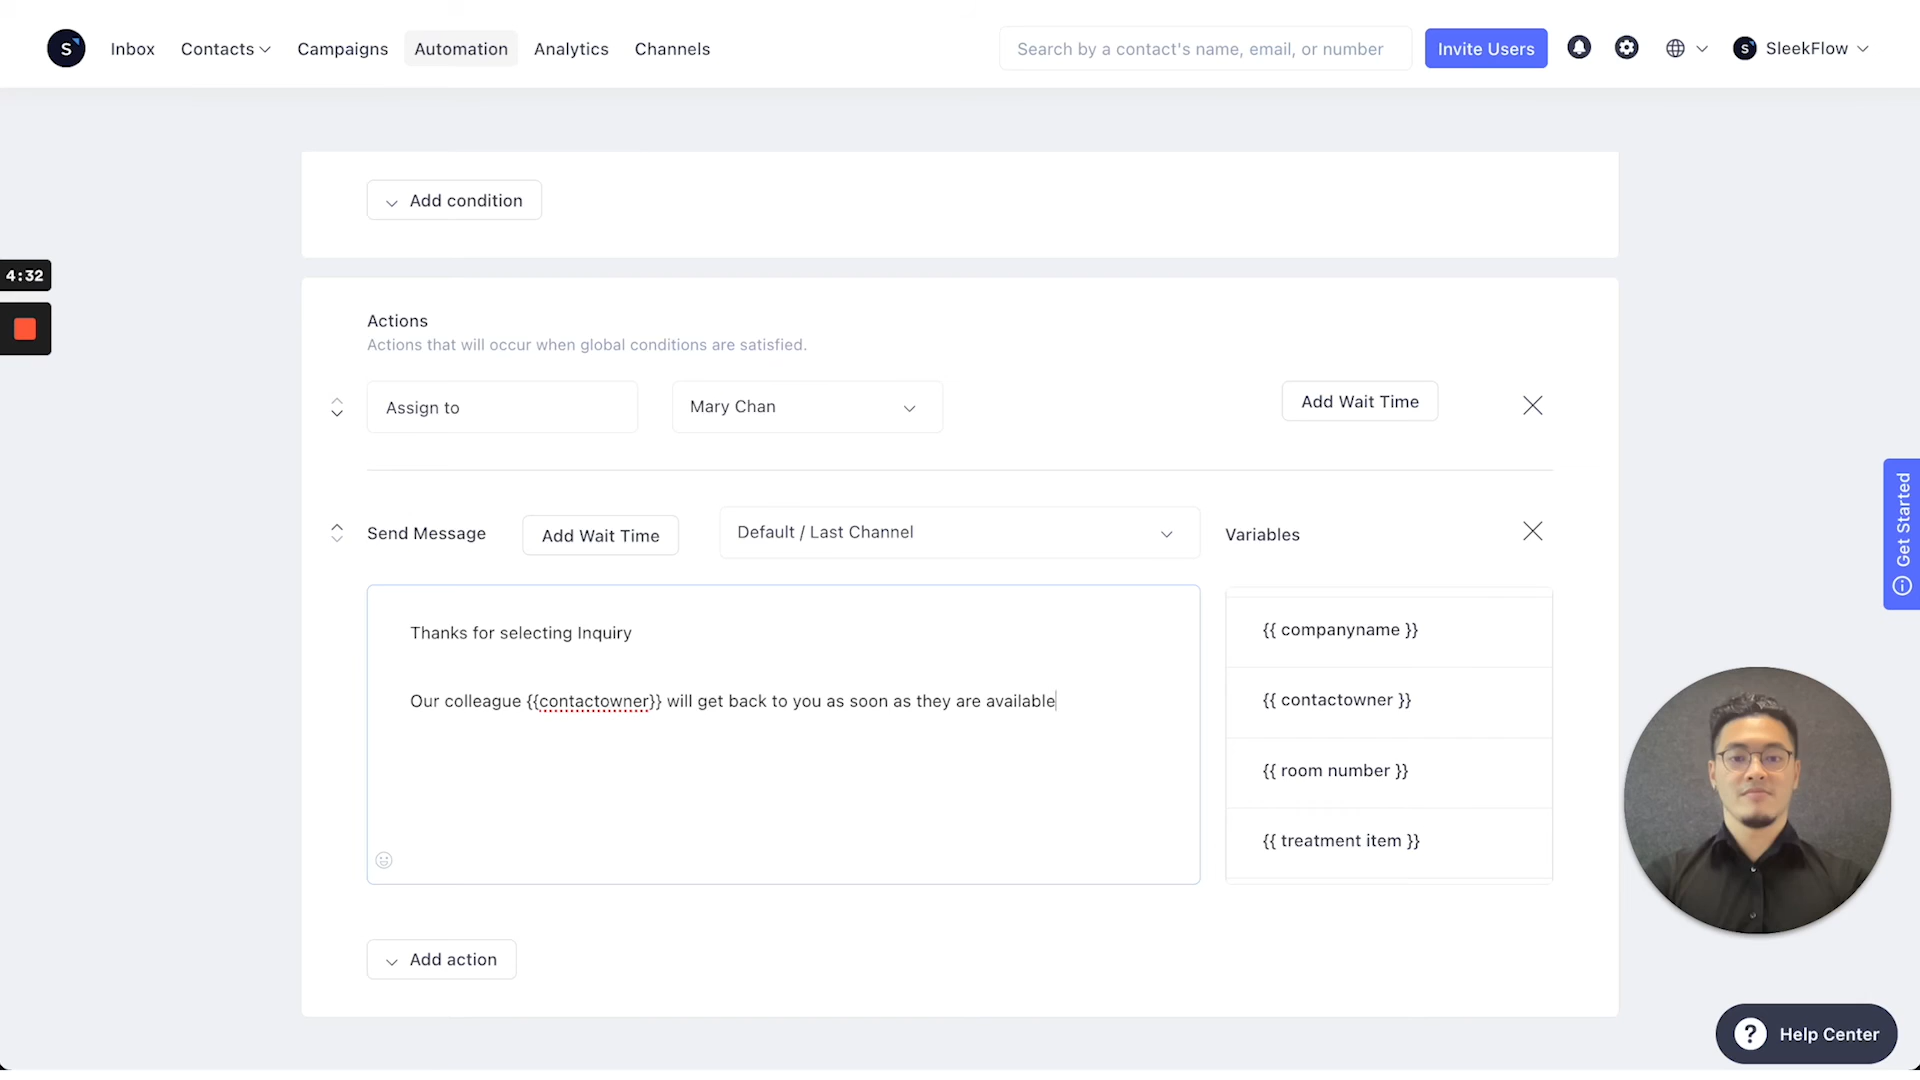 S Inbox Contacts Campaigns Automation Analytics Channels Search by a contact's name, email, or number Invite Users S SleekFlow
Add condition
4:32
Actions
Actions that will occur when global conditions are satisfied.
Assign to Mary Chan Add Wait Time
Send Message Add Wait Time Default / Last Channel Variables
Get Started
Thanks for selecting Inquiry
{{ companyname }}
Our colleague {{contactowner}} will get back to you as soon as they are available
{{ contactowner }}
{{ room number }}
{{ treatment item }}
Add action
? Help Center